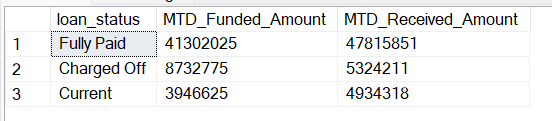 loan_status MTD_Funded_Amount MTD_Received_Amount
1 Fully Paid 41302025 47815851
2 Charged Off 8732775 5324211
3 Current 3946625 4934318